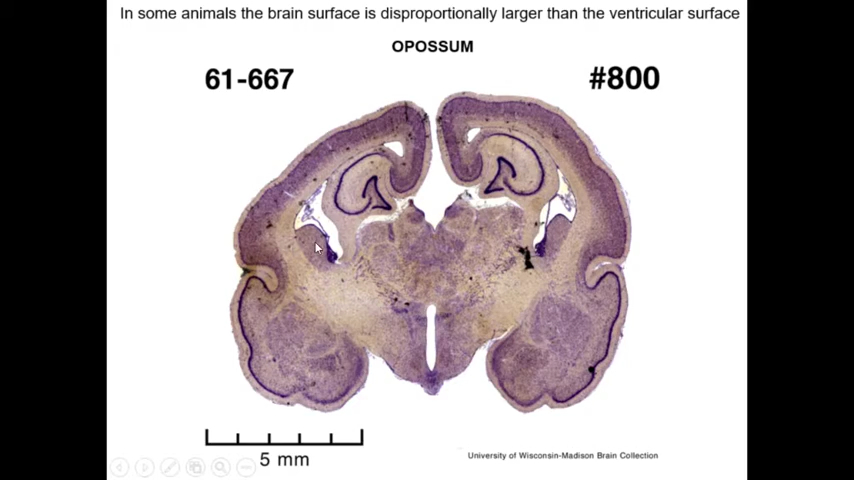 In some animals the brain surface is disproportionally larger than the ventricular surface
OPOSSUM
61-667 #800
5 mm
University of Wisconsin-Madison Brain Collection